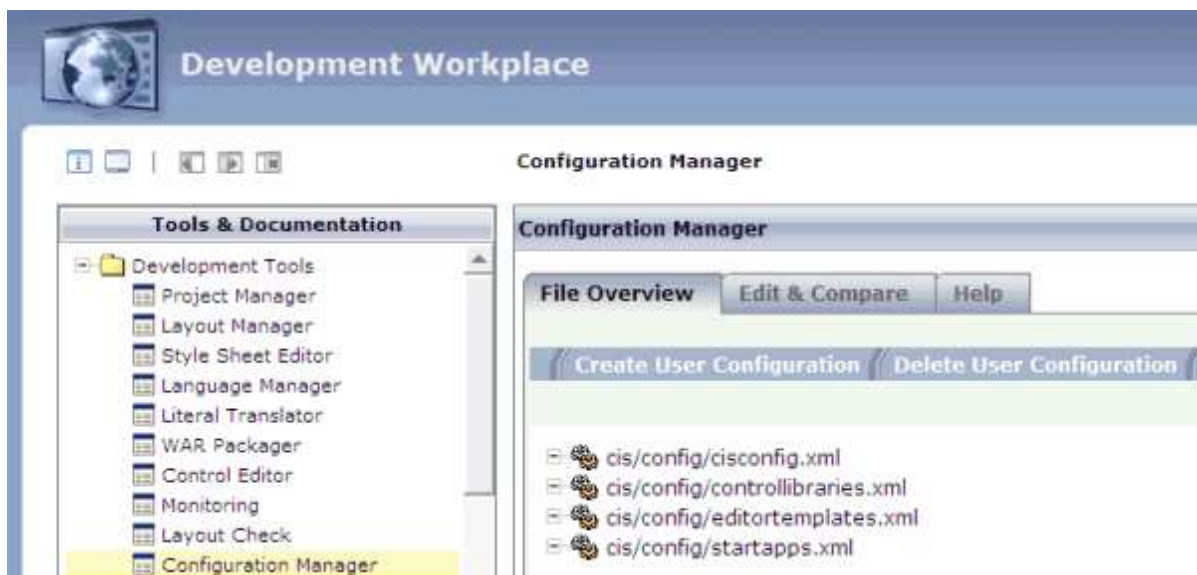 Development Workplace
Configuration Manager
Tools & Documentation
Development Tools
Project Manager
Layout Manager
Style Sheet Editor
Language Manager
Literal Translator
WAR Packager
Control Editor
Monitoring
Layout Check
Configuration Manager
Configuration Manager
File Overview Edit & Compare Help
Create User Configuration Delete User Configuration
cis/config/cisconfig.xml
cis/config/controllibraries.xml
cis/config/editortemplates.xml
cis/config/startapps.xml